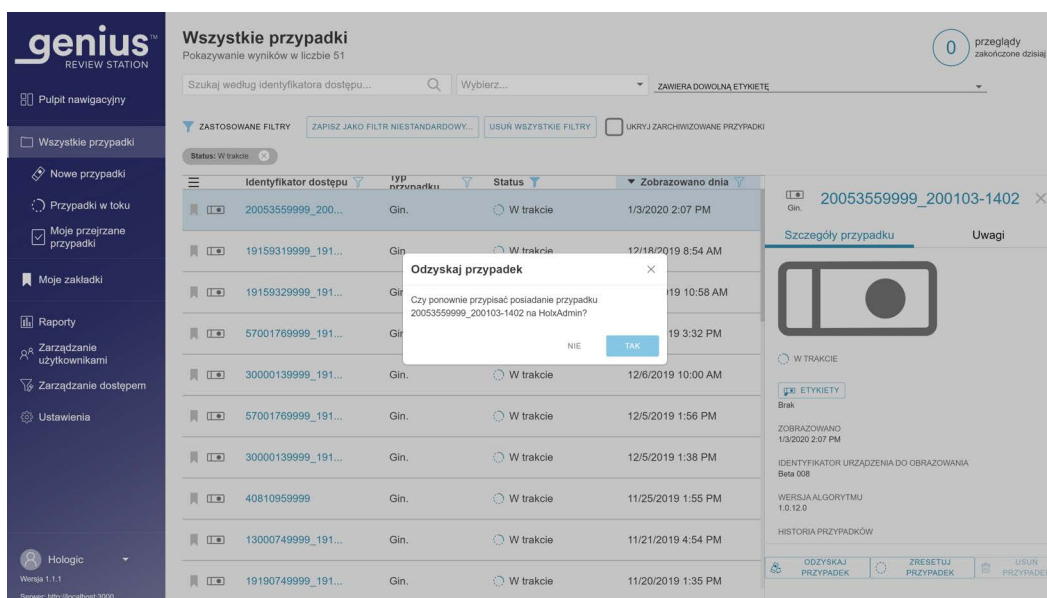 genius™
REVIEW STATION
Pulpit nawigacyjny
Wszystkie przypadki
Nowe przypadki
Przypadki w toku
Moje przejrzane
przypadki
Moje zakładki
Raporty
Zarządzanie
użytkownikami
Zarządzanie dostępem
Ustawienia
Hologic
Wersja 1.1.1
Serwer: http://localhost:3000
Wszystkie przypadki
Pokazywanie wyników w liczbie 51
0 przeglądy
zakończone dzisiaj
Szukaj według identyfikatora dostępu... Wybierz... ZAWIERA DOWOLNĄ ETYKIETĘ
ZASTOSOWANE FILTRY ZAPISZ JAKO FILTR NIESTANDARDOWY... USUŃ WSZYSTKIE FILTRY UKRYJ ZARCHIWIZOWANE PRZYPADKI
Status: W trakcie
Identyfikator dostępu Typ przypadku Status Zobrazowano dnia
20053559999_200... Gin. W trakcie 1/3/2020 2:07 PM
19159319999_191... Gin. W trakcie 12/18/2019 8:54 AM
19159329999_191... 19 10:58 AM
57001769999_191... 19 3:32 PM
30000139999_191... Gin. W trakcie 12/6/2019 10:00 AM
57001769999_191... Gin. W trakcie 12/5/2019 1:56 PM
30000139999_191... Gin. W trakcie 12/5/2019 1:38 PM
40810959999 Gin. W trakcie 11/25/2019 1:55 PM
13000749999_191... Gin. W trakcie 11/21/2019 4:54 PM
19190749999_191... Gin. W trakcie 11/20/2019 1:35 PM
Odzyskaj przypadek
Czy ponownie przypisać posiadanie przypadku
20053559999_200103-1402 na HolxAdmin?
NIE TAK
Gin. 20053559999_200103-1402
Szczegóły przypadku Uwagi
W TRAKCIE
ETYKIETY
Brak
ZOBRAZOWANO
1/3/2020 2:07 PM
IDENTYFIKATOR URZĄDZENIA DO OBRAZOWANIA
Beta 008
WERSJA ALGORYTMU
1.0.12.0
HISTORIA PRZYPADKÓW
ODZYSKAJ PRZYPADEK ZRESETUJ PRZYPADEK USUŃ PRZYPADEK